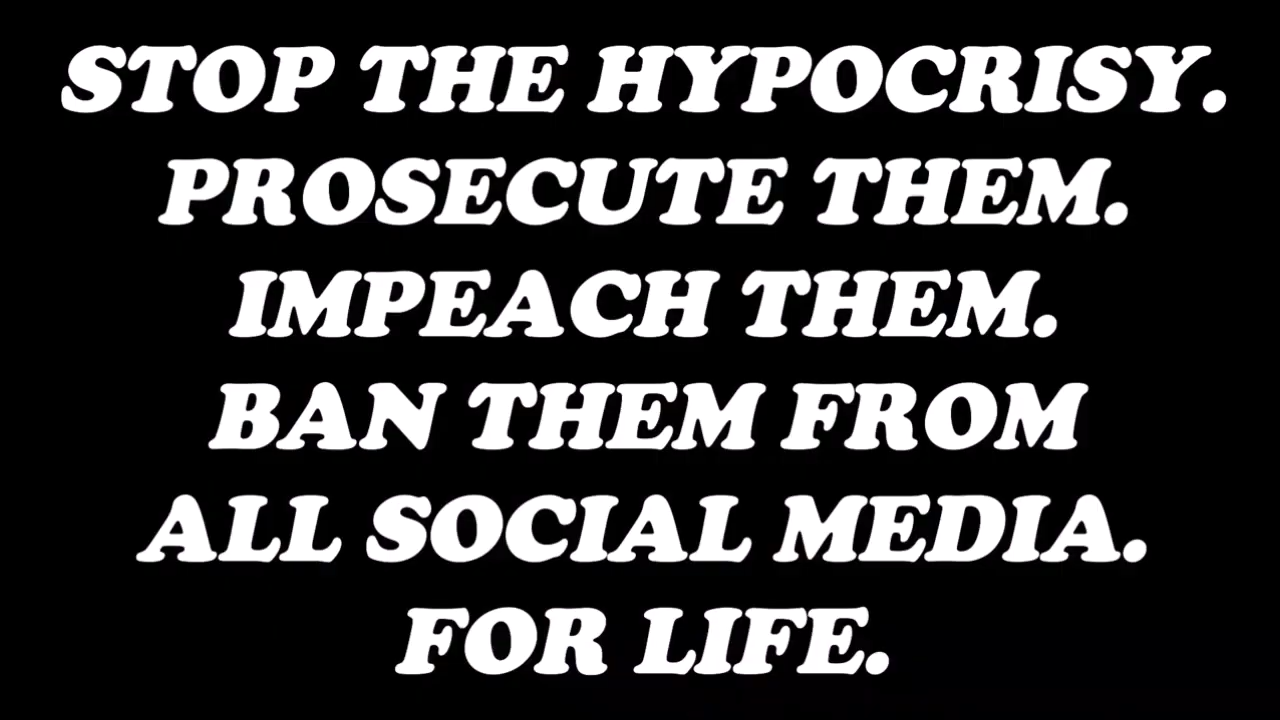 STOP THE HYPOCRISY.
PROSECUTE THEM.
IMPEACH THEM.
BAN THEM FROM
ALL SOCIAL MEDIA.
FOR LIFE.